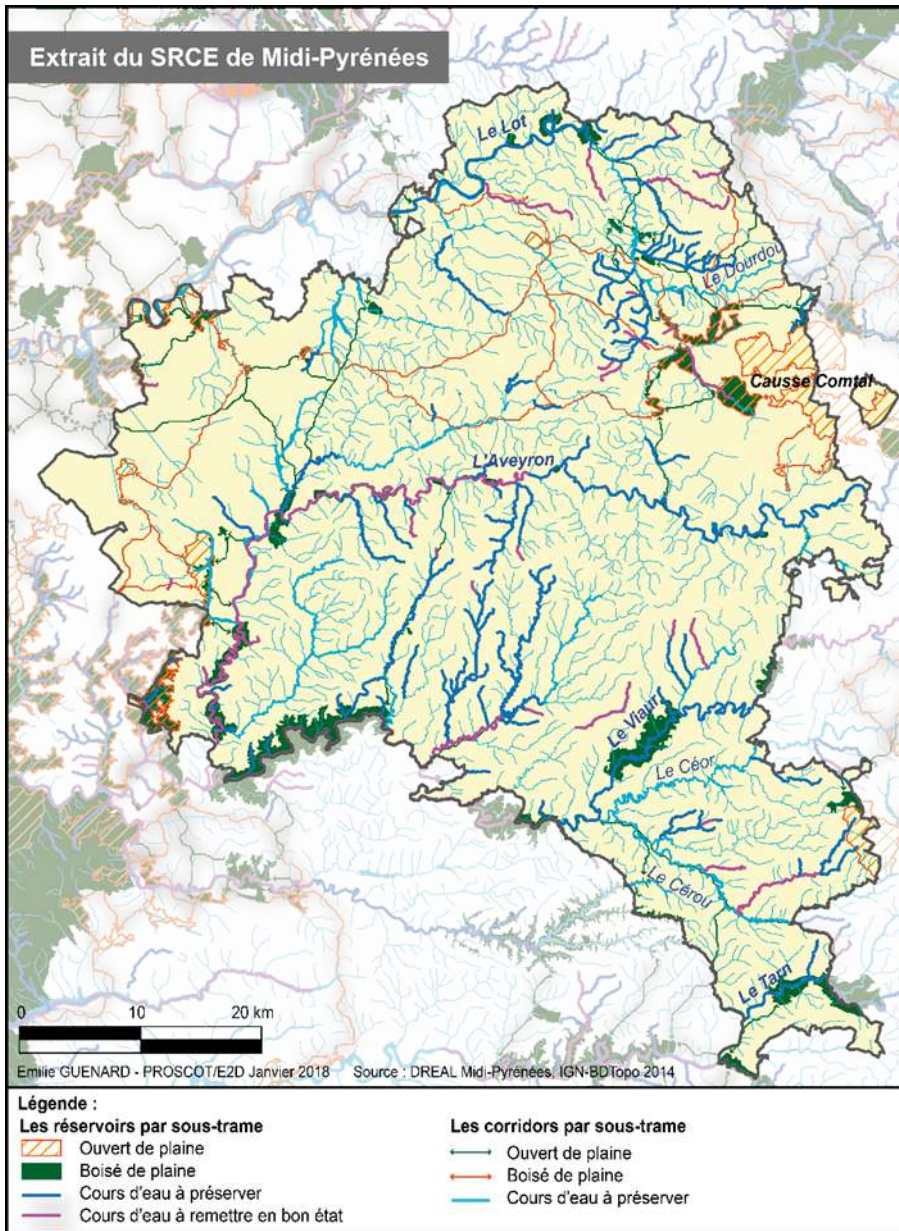 Extrait du SRCE de Midi-Pyrénées
Le Lot
Le Dourdou
Causse Comtal
L'Aveyron
Le Viaur
Le Céor
Le Cérou
Le Tarn
0 10 20 km
Emilie GUENARD - PROSCOT/E2D Janvier 2018 Source : DREAL Midi-Pyrénées, IGN-BDTopo 2014
Légende :
Les réservoirs par sous-trame
Ouvert de plaine
Boisé de plaine
Cours d'eau à préserver
Cours d'eau à remettre en bon état
Les corridors par sous-trame
Ouvert de plaine
Boisé de plaine
Cours d'eau à préserver